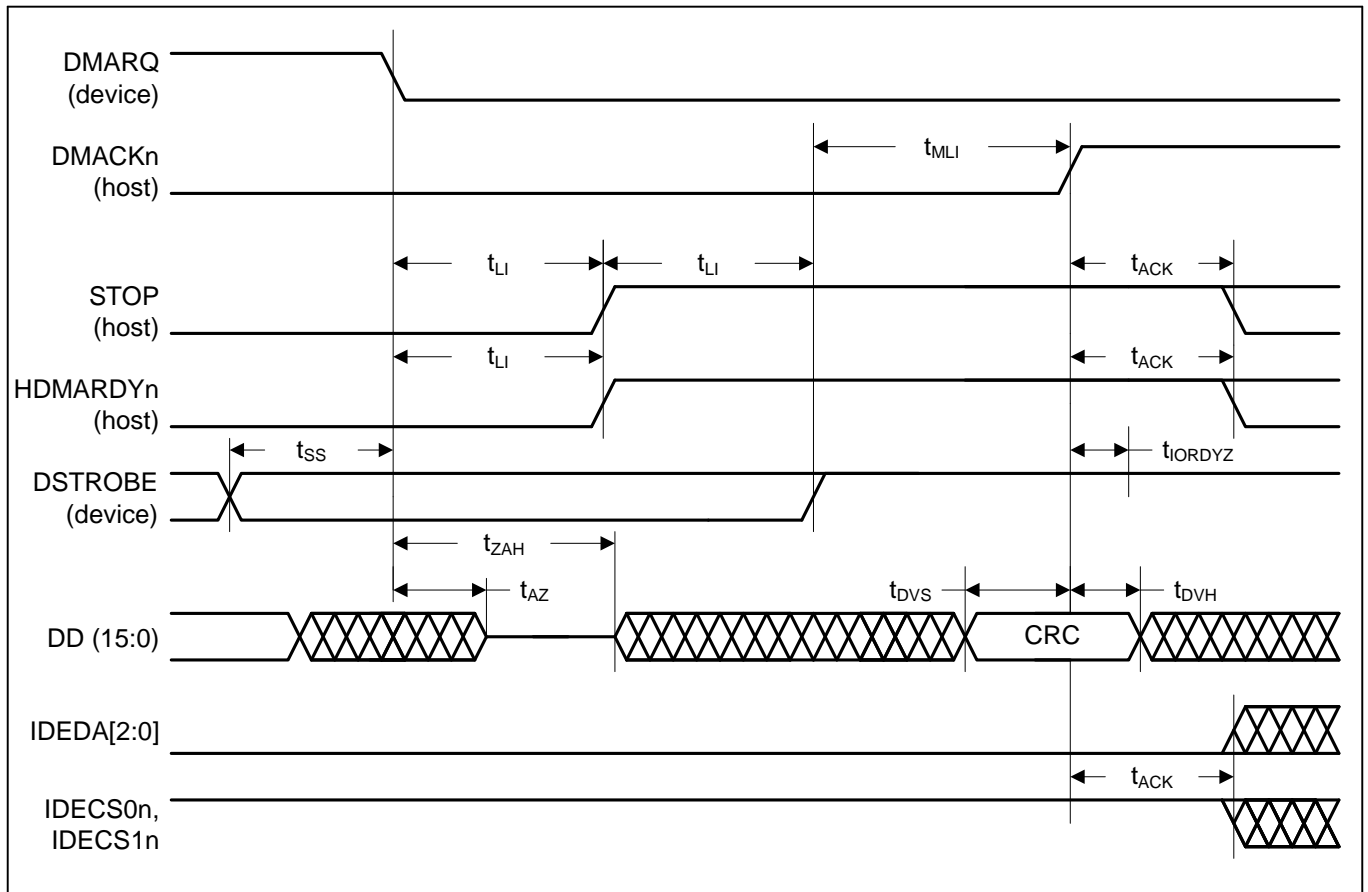 DMARQ
(device)
DMACKn
(host)
tMLI
tLI
tLI
tACK
STOP
(host)
tLI
tACK
HDMARDYn
(host)
tSS
tIORDYZ
DSTROBE
(device)
tZAH
tAZ
tDVS
tDVH
DD (15:0)
CRC
IDEDA[2:0]
tACK
IDECS0n,
IDECS1n